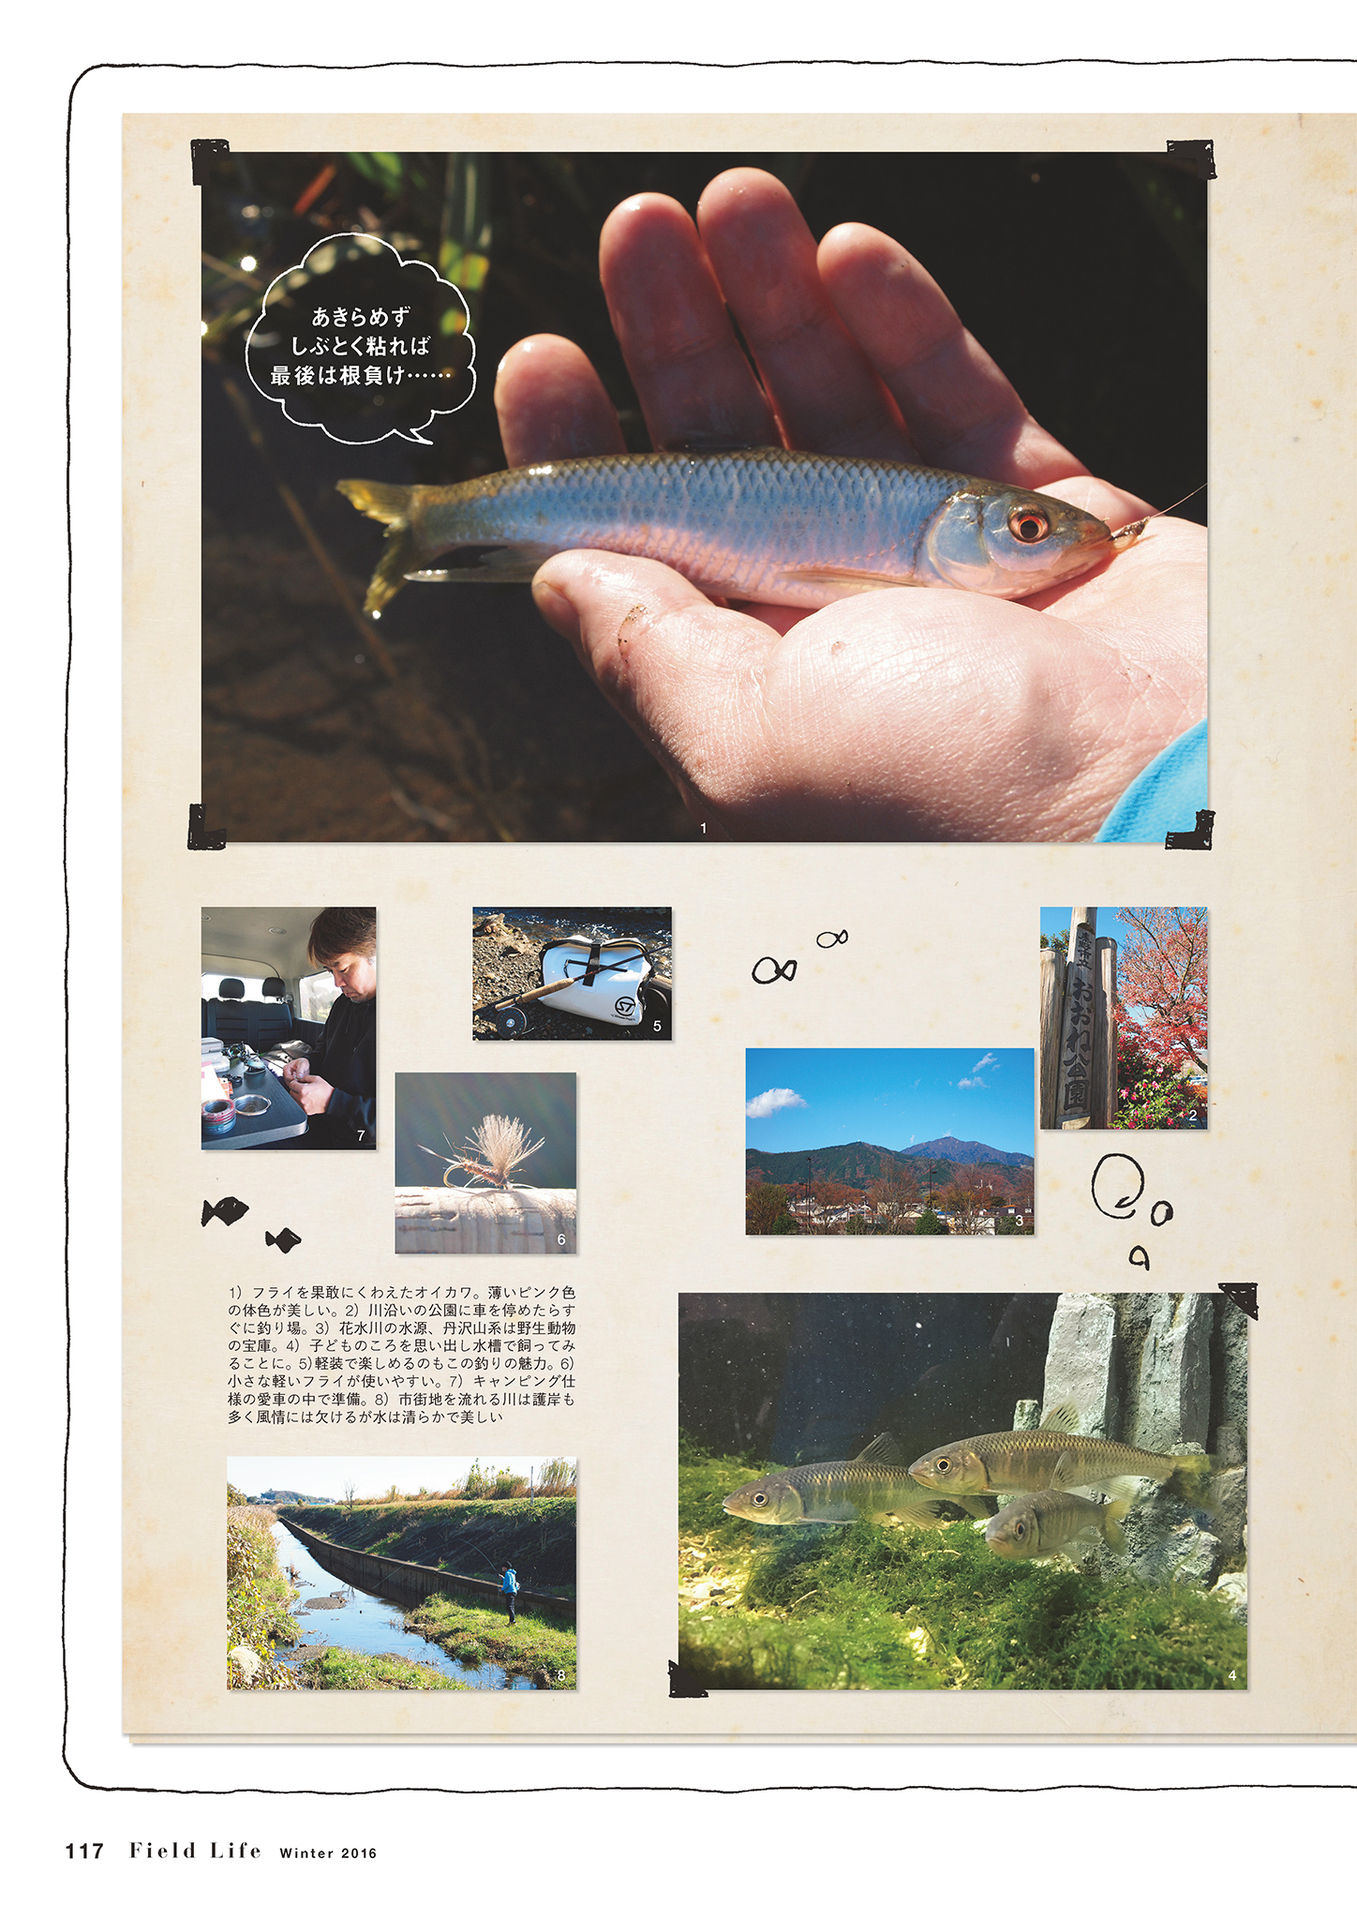 あきらめず
しぶとく粘れば
最後は根負け……
1
7
5
6
2
おおね公園
3
1）フライを果敢にくわえたオイカワ。薄いピンク色
の体色が美しい。2）川沿いの公園に車を停めたらす
ぐに釣り場。3）花水川の水源、丹沢山系は野生動物
の宝庫。4）子どものころを思い出し水槽で飼ってみ
ることに。5)軽装で楽しめるのもこの釣りの魅力。6)
小さな軽いフライが使いやすい。7）キャンピング仕
様の愛車の中で準備。8）市街地を流れる川は護岸も
多く風情には欠けるが水は清らかで美しい
8
4
117 Field Life Winter 2016